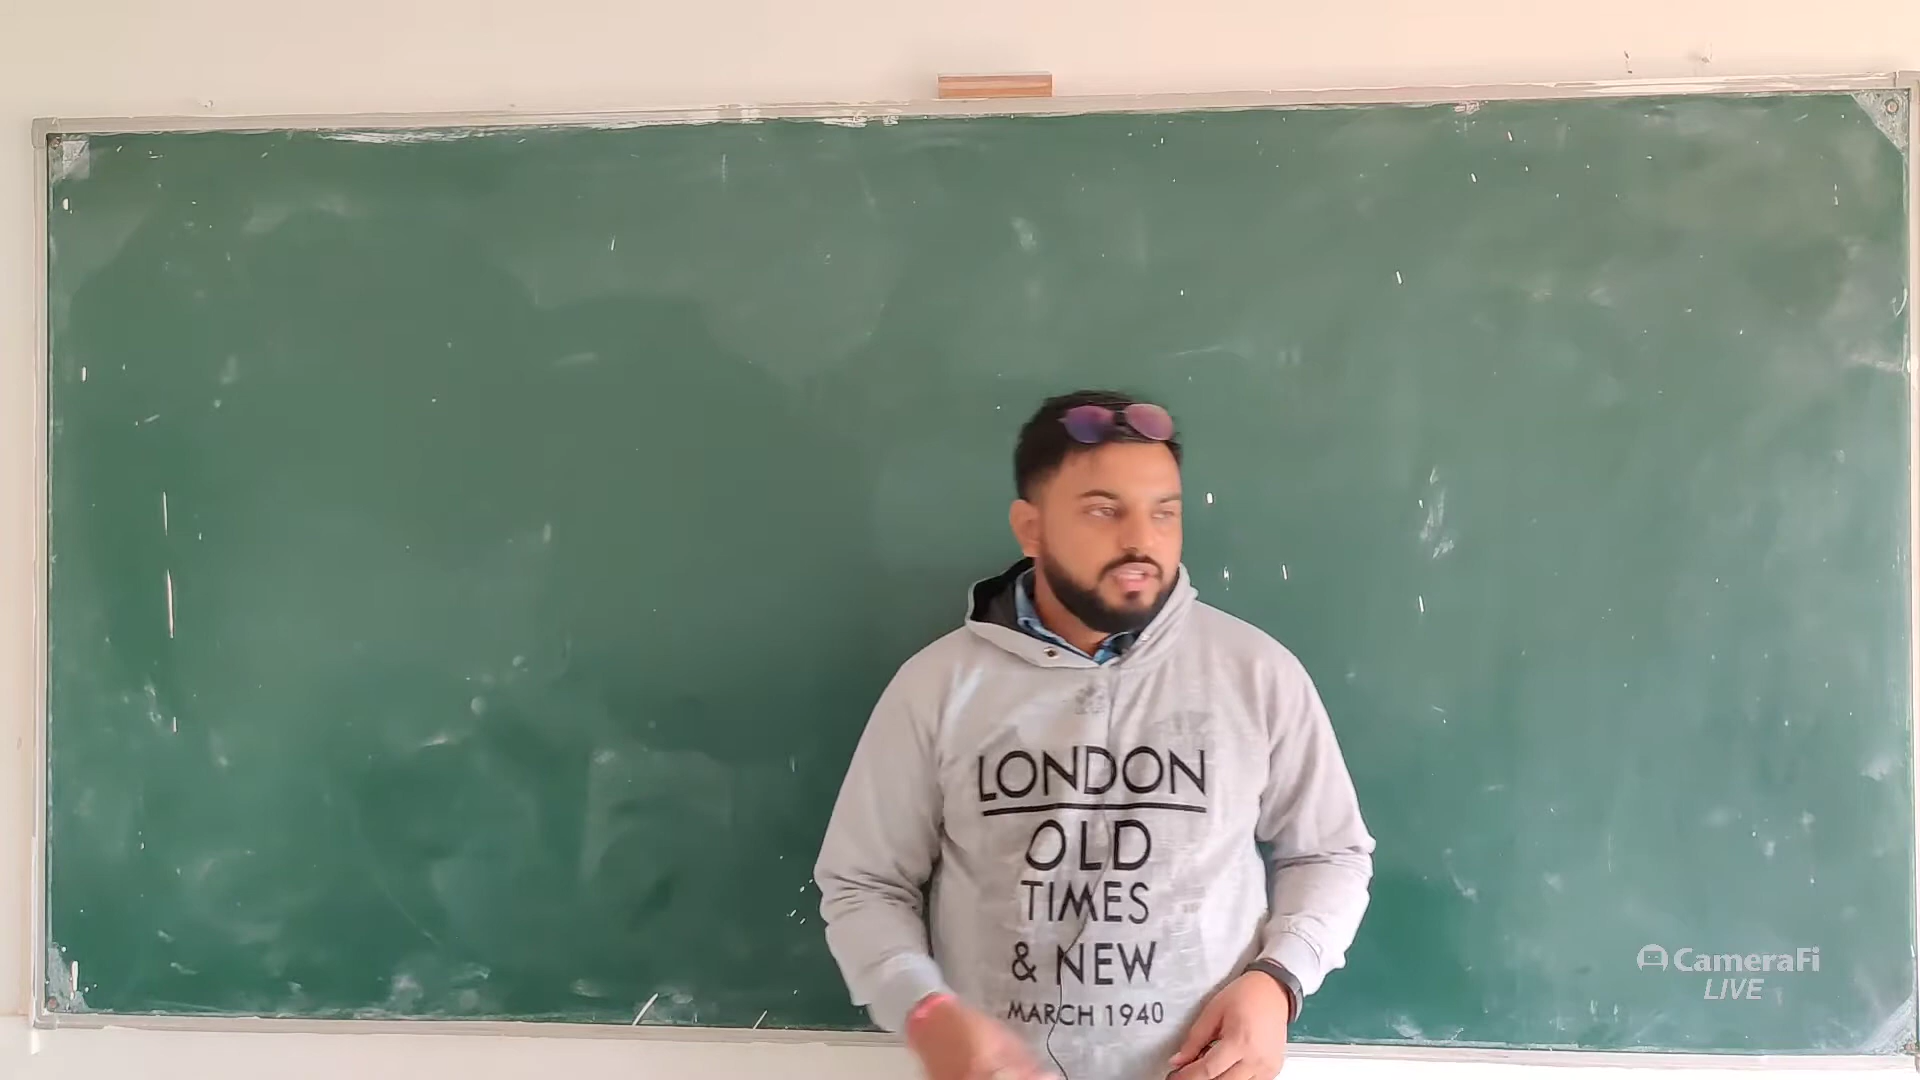 LONDON
OLD
TIMES
& NEW
MARCH 1940
CameraFi
LIVE